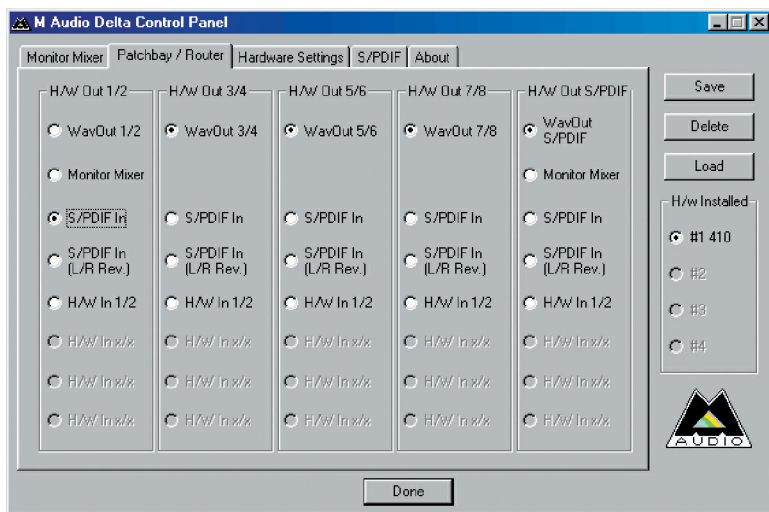 M Audio Delta Control Panel
Monitor Mixer
Patchbay / Router
Hardware Settings
S/PDIF
About
H/W Out 1/2
WavOut 1/2
Monitor Mixer
S/PDIF In
S/PDIF In
(L/R Rev.)
H/W In 1/2
H/W In x/x
H/W In x/x
H/W In x/x
H/W Out 3/4
WavOut 3/4
S/PDIF In
S/PDIF In
(L/R Rev.)
H/W In 1/2
H/W In x/x
H/W In x/x
H/W In x/x
H/W Out 5/6
WavOut 5/6
S/PDIF In
S/PDIF In
(L/R Rev.)
H/W In 1/2
H/W In x/x
H/W In x/x
H/W In x/x
H/W Out 7/8
WavOut 7/8
S/PDIF In
S/PDIF In
(L/R Rev.)
H/W In 1/2
H/W In x/x
H/W In x/x
H/W In x/x
H/W Out S/PDIF
WavOut
S/PDIF
Monitor Mixer
S/PDIF In
S/PDIF In
(L/R Rev.)
H/W In 1/2
H/W In x/x
H/W In x/x
H/W In x/x
Save
Delete
Load
H/w Installed
#1 410
#2
#3
#4
M
AUDIO
Done